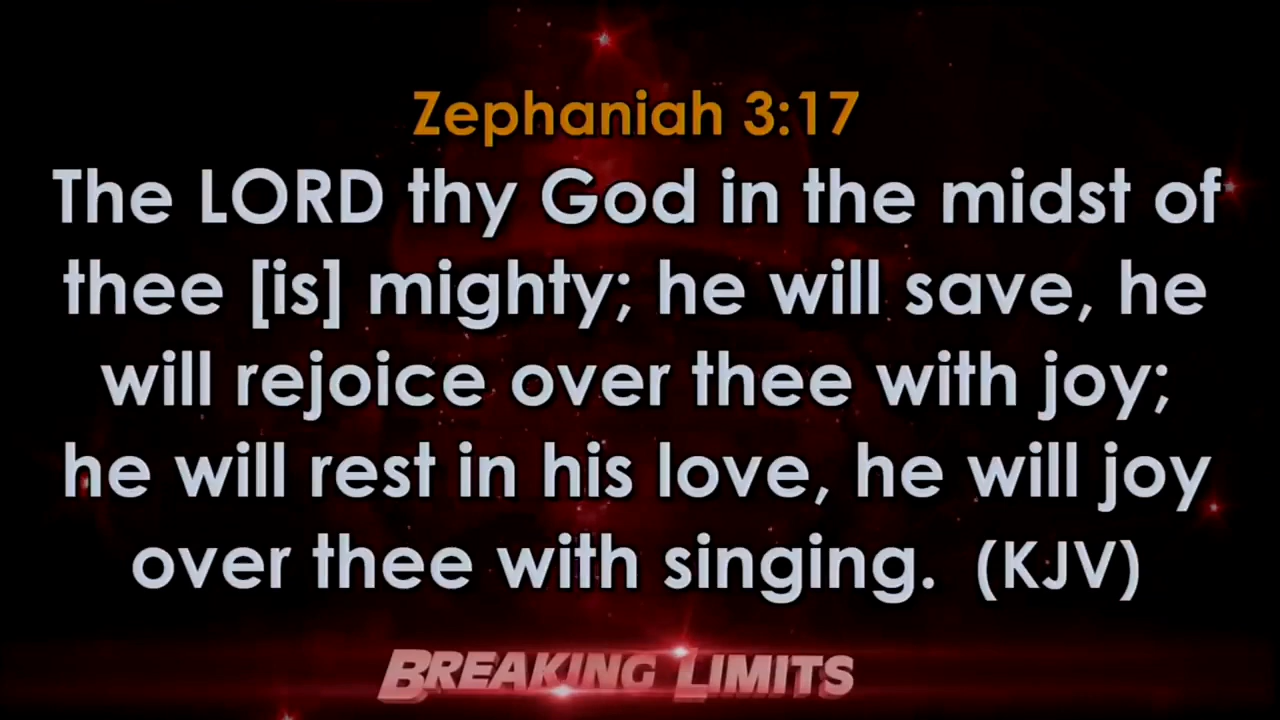 Zephaniah 3:17
The LORD thy God in the midst of
thee [is] mighty; he will save, he
will rejoice over thee with joy;
he will rest in his love, he will joy
over thee with singing. (KJV)
BREAKING LIMITS